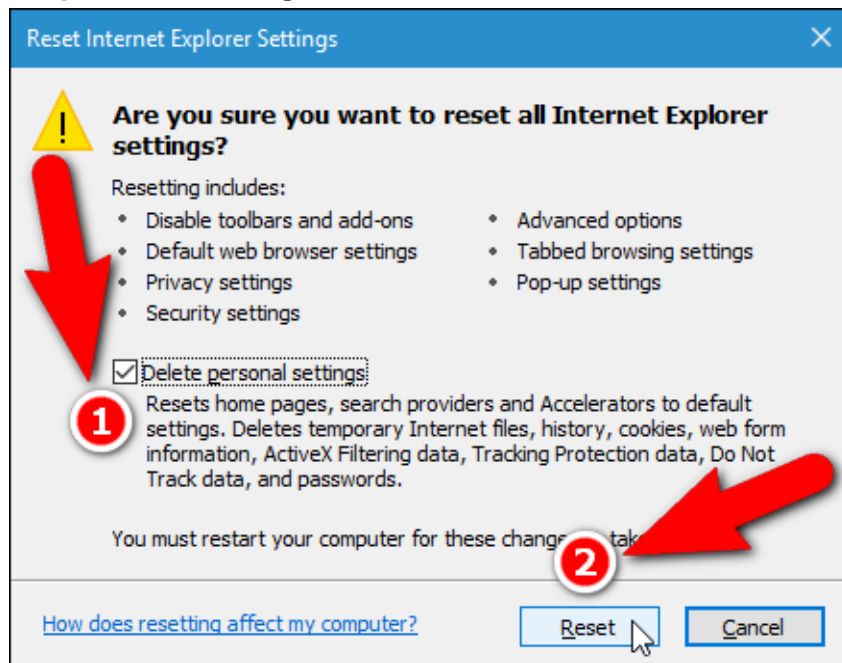 Reset Internet Explorer Settings
Are you sure you want to reset all Internet Explorer
settings?
Resetting includes:
• Disable toolbars and add-ons
• Default web browser settings
• Privacy settings
• Security settings
• Advanced options
• Tabbed browsing settings
• Pop-up settings
Delete personal settings
Resets home pages, search providers and Accelerators to default
settings. Deletes temporary Internet files, history, cookies, web form
information, ActiveX Filtering data, Tracking Protection data, Do Not
Track data, and passwords.
1
You must restart your computer for these
2
How does resetting affect my computer?
Reset
Cancel